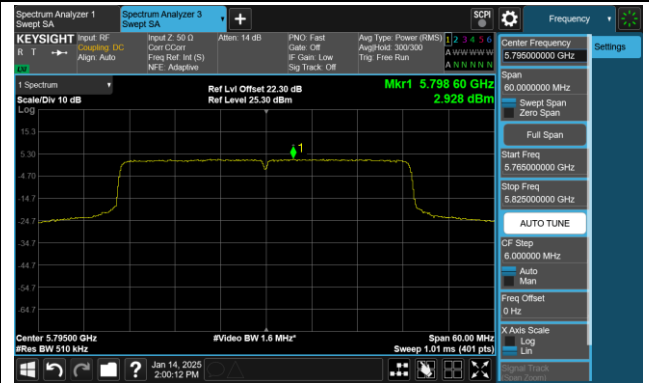 Spectrum Analyzer 1
Swept SA
Spectrum Analyzer 3
Swept SA
SCPI
Frequency
KEYSIGHT
R T
Input: RF
Coupling: DC
Align: Auto
Input Z: 50 Ω
Corr CCorr
Freq Ref: Int (S)
NFE: Adaptive
Atten: 14 dB
PNO: Fast
Gate: Off
IF Gain: Low
Sig Track: Off
Avg Type: Power (RMS)
Avg|Hold: 300/300
Trig: Free Run
1 2 3 4 5 6
A W W W W W
A N N N N N
1 Spectrum
Scale/Div 10 dB
Log
Ref Lvl Offset 22.30 dB
Ref Level 25.30 dBm
Mkr1 5.798 60 GHz
2.928 dBm
1
15.3
5.30
-4.70
-14.7
-24.7
-34.7
-44.7
-54.7
-64.7
Center 5.79500 GHz
#Res BW 510 kHz
#Video BW 1.6 MHz*
Span 60.00 MHz
Sweep 1.01 ms (401 pts)
Jan 14, 2025
2:00:12 PM
Center Frequency
5.795000000 GHz
Settings
Span
60.0000000 MHz
Swept Span
Zero Span
Full Span
Start Freq
5.765000000 GHz
Stop Freq
5.825000000 GHz
AUTO TUNE
CF Step
6.000000 MHz
Auto
Man
Freq Offset
0 Hz
X Axis Scale
Log
Lin
Signal Track
(Span Zoom)